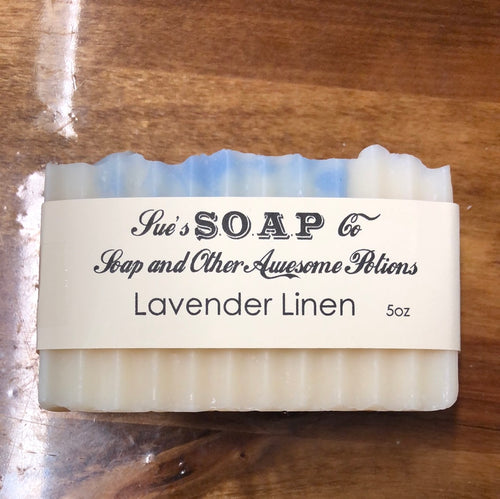 Sue's SOAP Co
Soap and Other Awesome Potions
Lavender Linen 5oz